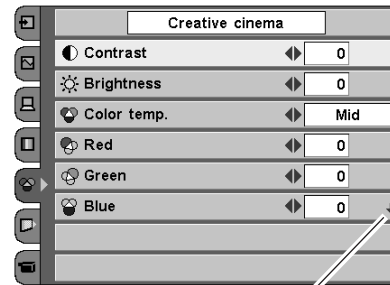 Creative cinema
Contrast 0
Brightness 0
Color temp. Mid
Red 0
Green 0
Blue 0